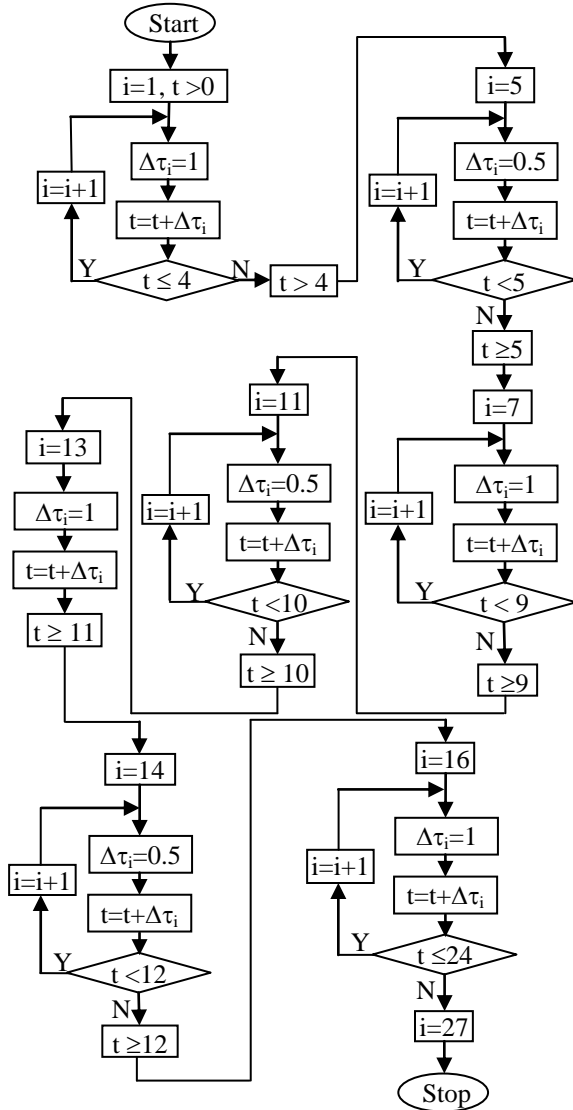 Start
i=1, t >0
Δτᵢ=1
i=i+1
t=t+Δτᵢ
Y
t ≤ 4
N
t > 4
i=5
Δτᵢ=0.5
i=i+1
t=t+Δτᵢ
Y
t <5
N
t ≥5
i=7
Δτᵢ=1
i=i+1
t=t+Δτᵢ
Y
t < 9
N
t ≥9
i=11
Δτᵢ=0.5
i=i+1
t=t+Δτᵢ
Y
t <10
N
t ≥ 10
i=13
Δτᵢ=1
t=t+Δτᵢ
t ≥ 11
i=14
Δτᵢ=0.5
i=i+1
t=t+Δτᵢ
Y
t <12
N
t ≥12
i=16
Δτᵢ=1
i=i+1
t=t+Δτᵢ
Y
t ≤24
N
i=27
Stop